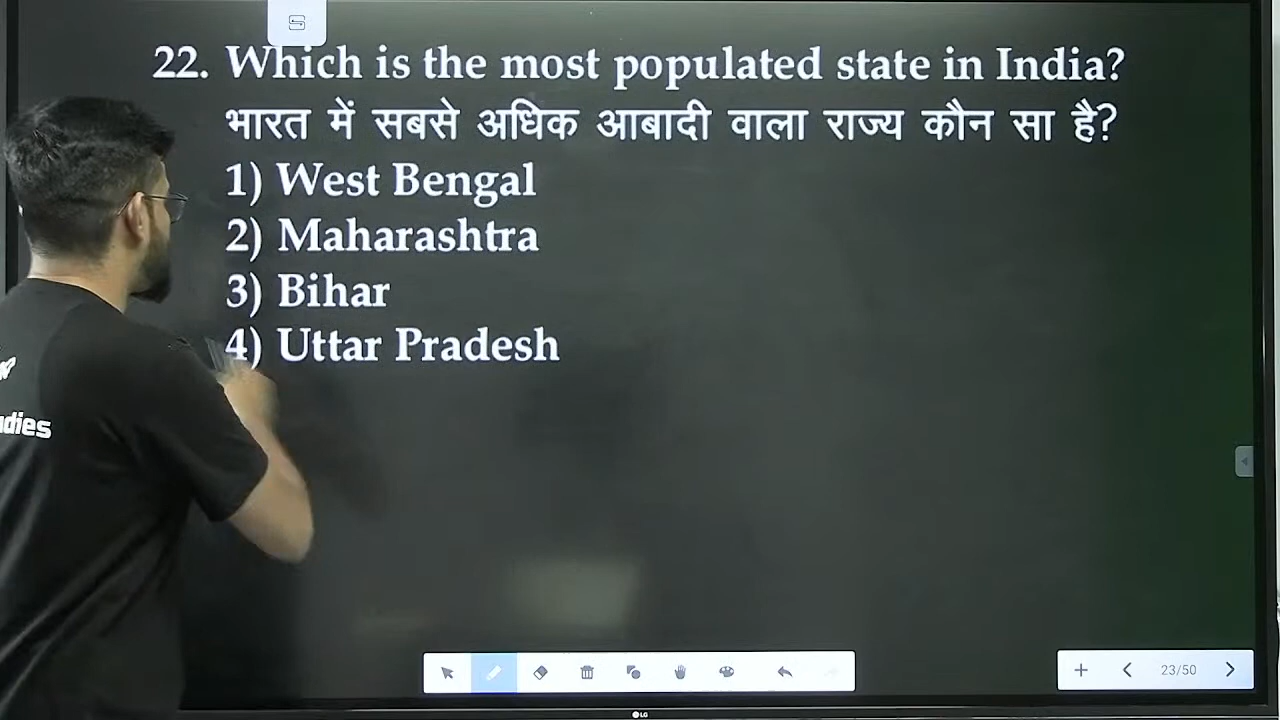 22. Which is the most populated state in India?
भारत में सबसे अधिक आबादी वाला राज्य कौन सा है?
1) West Bengal
2) Maharashtra
3) Bihar
4) Uttar Pradesh
23/50
LG